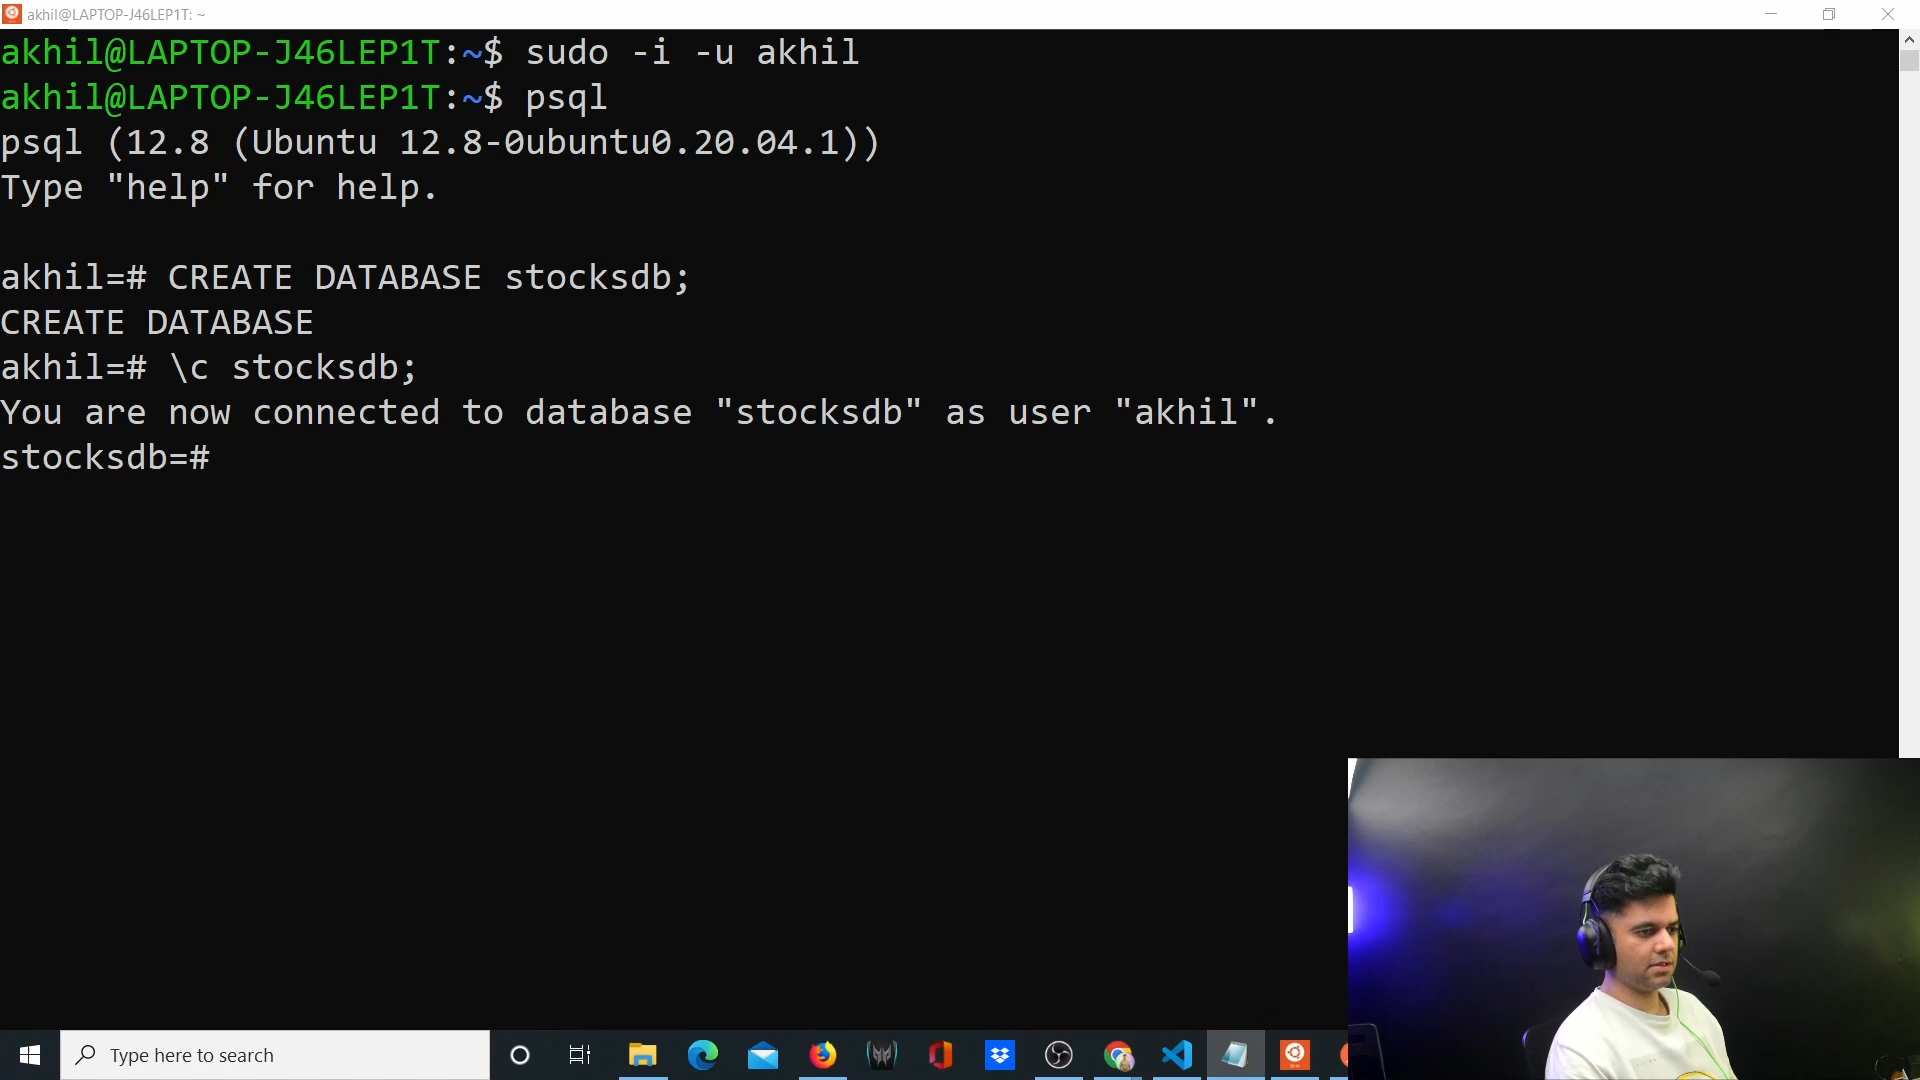 akhil@LAPTOP-J46LEP1T: ~
akhil@LAPTOP-J46LEP1T:~$ sudo -i -u akhil
akhil@LAPTOP-J46LEP1T:~$ psql
psql (12.8 (Ubuntu 12.8-0ubuntu0.20.04.1))
Type "help" for help.
akhil=# CREATE DATABASE stocksdb;
CREATE DATABASE
akhil=# \c stocksdb;
You are now connected to database "stocksdb" as user "akhil".
stocksdb=#
Type here to search